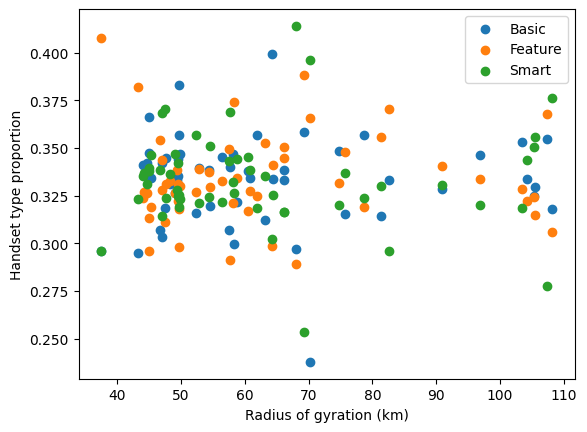 Basic
Feature
Smart
Handset type proportion
0.400
0.375
0.350
0.325
0.300
0.275
0.250
40 50 60 70 80 90 100 110
Radius of gyration (km)